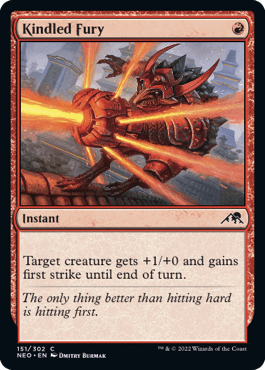 Kindled Fury
Instant
Target creature gets +1/+0 and gains
first strike until end of turn.
The only thing better than hitting hard
is hitting first.
151/302 C
NEO • EN Dmitry Burmak
™ & © 2022 Wizards of the Coast